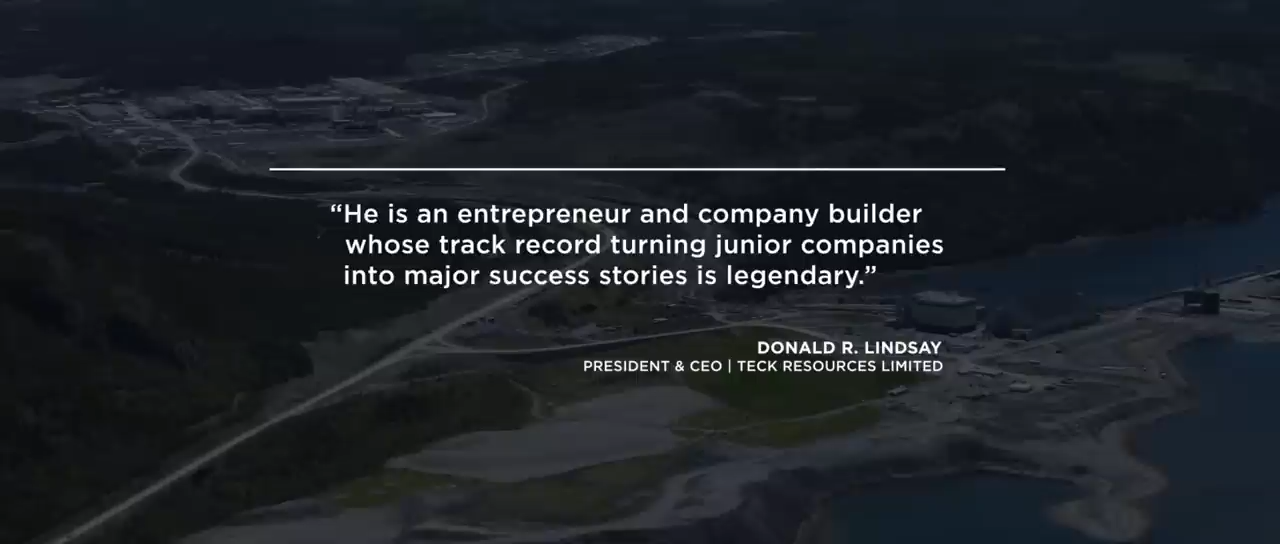 “He is an entrepreneur and company builder
whose track record turning junior companies
into major success stories is legendary.”
DONALD R. LINDSAY
PRESIDENT & CEO | TECK RESOURCES LIMITED